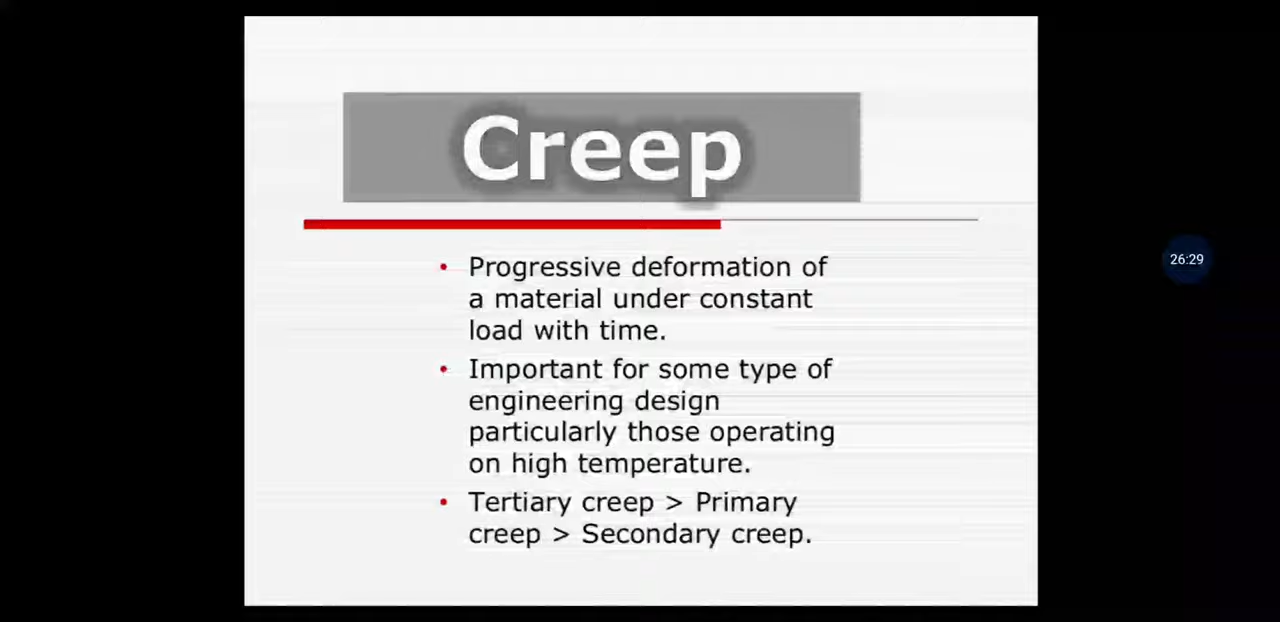 Creep
• Progressive deformation of
a material under constant
load with time.
• Important for some type of
engineering design
particularly those operating
on high temperature.
• Tertiary creep > Primary
creep > Secondary creep.
26:29